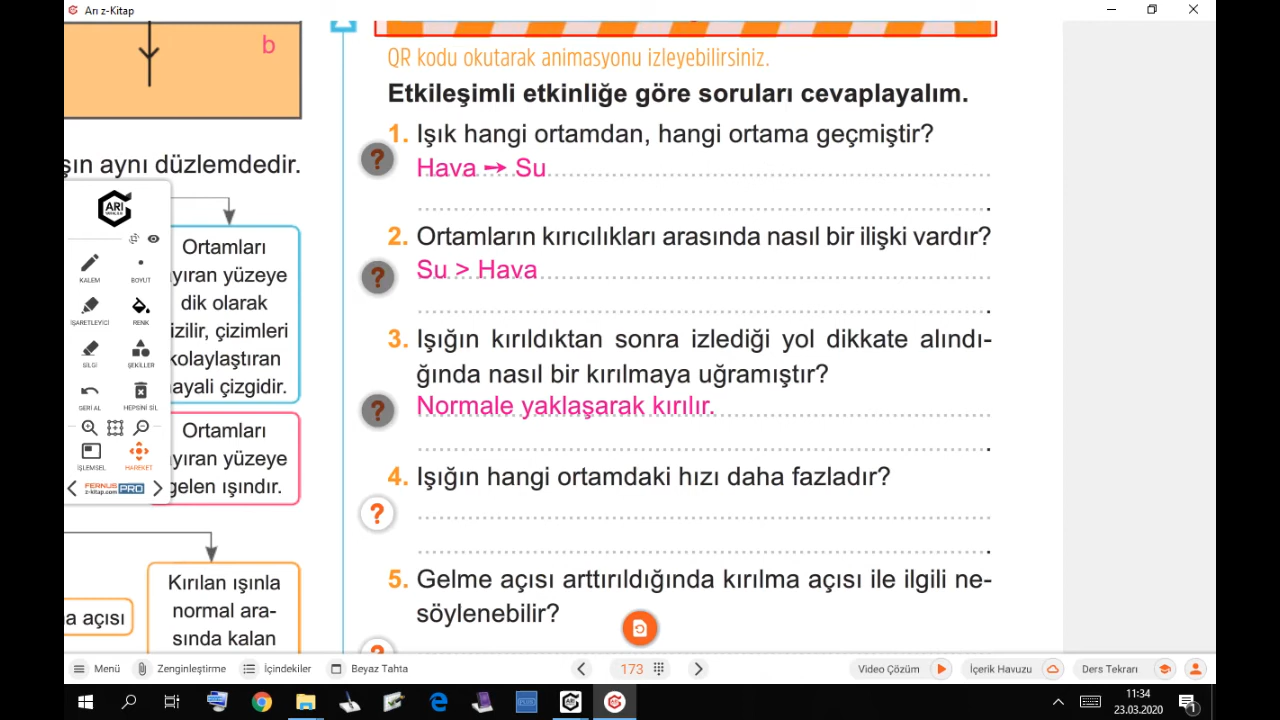 Arı z-Kitap
b
QR kodu okutarak animasyonu izleyebilirsiniz.
Etkileşimli etkinliğe göre soruları cevaplayalım.
1. Işık hangi ortamdan, hangi ortama geçmiştir?
Hava → Su
2. Ortamların kırıcılıkları arasında nasıl bir ilişki vardır?
Su > Hava
3. Işığın kırıldıktan sonra izlediği yol dikkate alındı-
ğında nasıl bir kırılmaya uğramıştır?
Normale yaklaşarak kırılır.
4. Işığın hangi ortamdaki hızı daha fazladır?
5. Gelme açısı arttırıldığında kırılma açısı ile ilgili ne-
söylenebilir?
şın aynı düzlemdedir.
Ortamları
yıran yüzeye
dik olarak
izilir, çizimleri
kolaylaştıran
ayali çizgidir.
Ortamları
yıran yüzeye
gelen ışındır.
a açısı
Kırılan ışınla
normal ara-
sında kalan
ARI
KALEM
BOYUT
İŞARETLEYİCİ
RENK
SİLGİ
ŞEKİLLER
GERİ AL
HEPSİNİ SİL
İŞLEMSEL
HAREKET
FERNUS
z-kitap.com PRO
Menü
Zenginleştirme
İçindekiler
Beyaz Tahta
173
Video Çözüm
İçerik Havuzu
Ders Tekrarı
11:34
23.03.2020
1